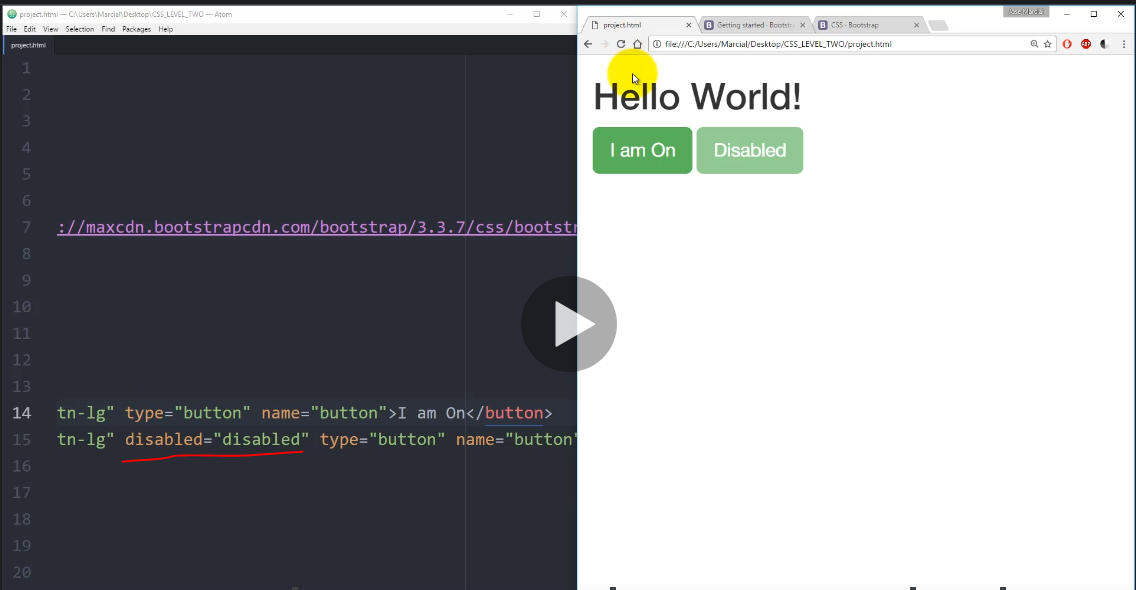 project.html — C:\Users\Marcial\Desktop\CSS_LEVEL_TWO — Atom
File Edit View Selection Find Packages Help
project.html
1
2
3
4
5
6
7 ://maxcdn.bootstrapcdn.com/bootstrap/3.3.7/css/bootstr
8
9
10
11
12
13
14 tn-lg" type="button" name="button">I am On</button>
15 tn-lg" disabled="disabled" type="button" name="button"
16
17
18
19
20
Jose Marcial
project.html
Getting started · Bootstr
CSS · Bootstrap
file:///C:/Users/Marcial/Desktop/CSS_LEVEL_TWO/project.html
ABP
Hello World!
I am On Disabled